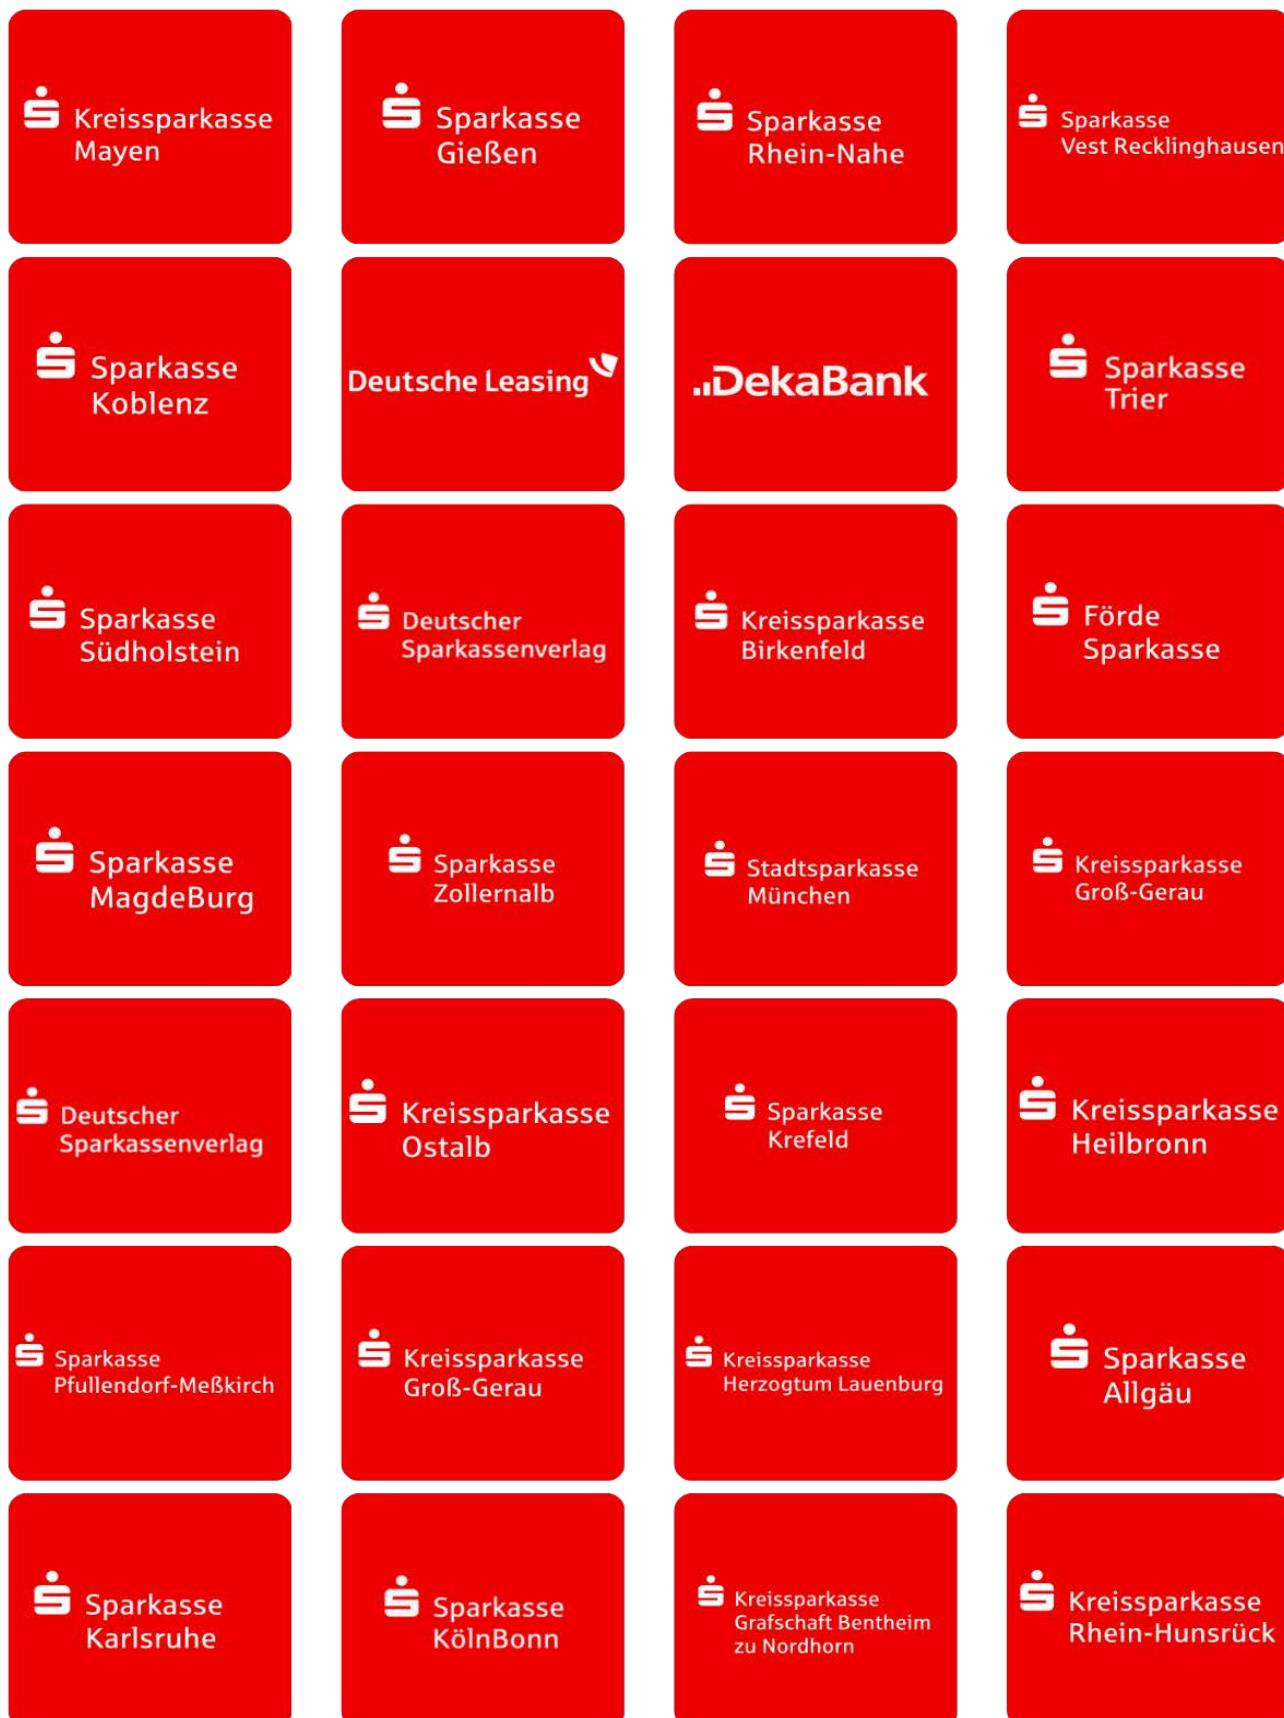 Kreissparkasse
Mayen
Sparkasse
Gießen
Sparkasse
Rhein-Nahe
Sparkasse
Vest Recklinghausen
Sparkasse
Koblenz
Deutsche Leasing
DekaBank
Sparkasse
Trier
Sparkasse
Südholstein
Deutscher
Sparkassenverlag
Kreissparkasse
Birkenfeld
Förde
Sparkasse
Sparkasse
MagdeBurg
Sparkasse
Zollernalb
Stadtsparkasse
München
Kreissparkasse
Groß-Gerau
Deutscher
Sparkassenverlag
Kreissparkasse
Ostalb
Sparkasse
Krefeld
Kreissparkasse
Heilbronn
Sparkasse
Pfullendorf-Meßkirch
Kreissparkasse
Groß-Gerau
Kreissparkasse
Herzogtum Lauenburg
Sparkasse
Allgäu
Sparkasse
Karlsruhe
Sparkasse
KölnBonn
Kreissparkasse
Grafschaft Bentheim
zu Nordhorn
Kreissparkasse
Rhein-Hunsrück